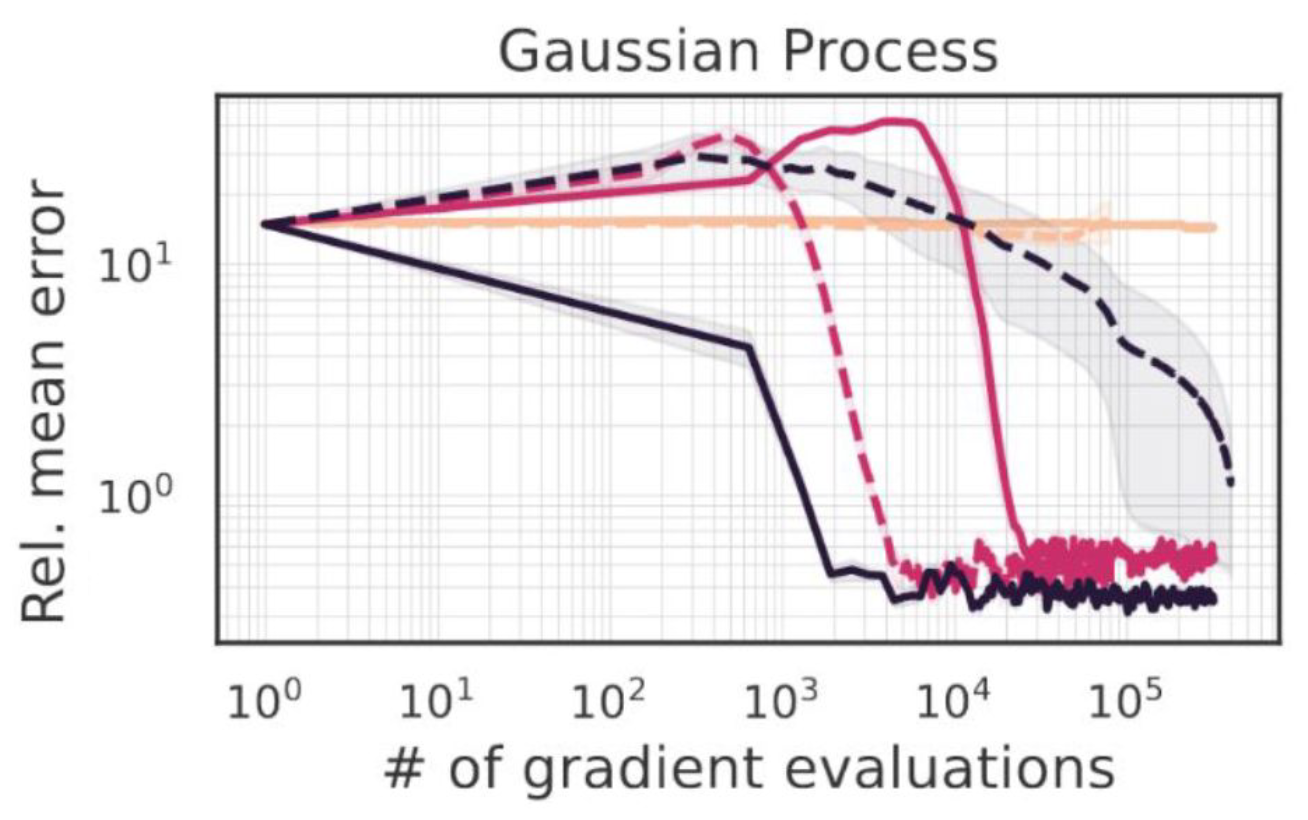 Gaussian Process
Rel. mean error
10¹
10⁰
10⁰ 10¹ 10² 10³ 10⁴ 10⁵
# of gradient evaluations